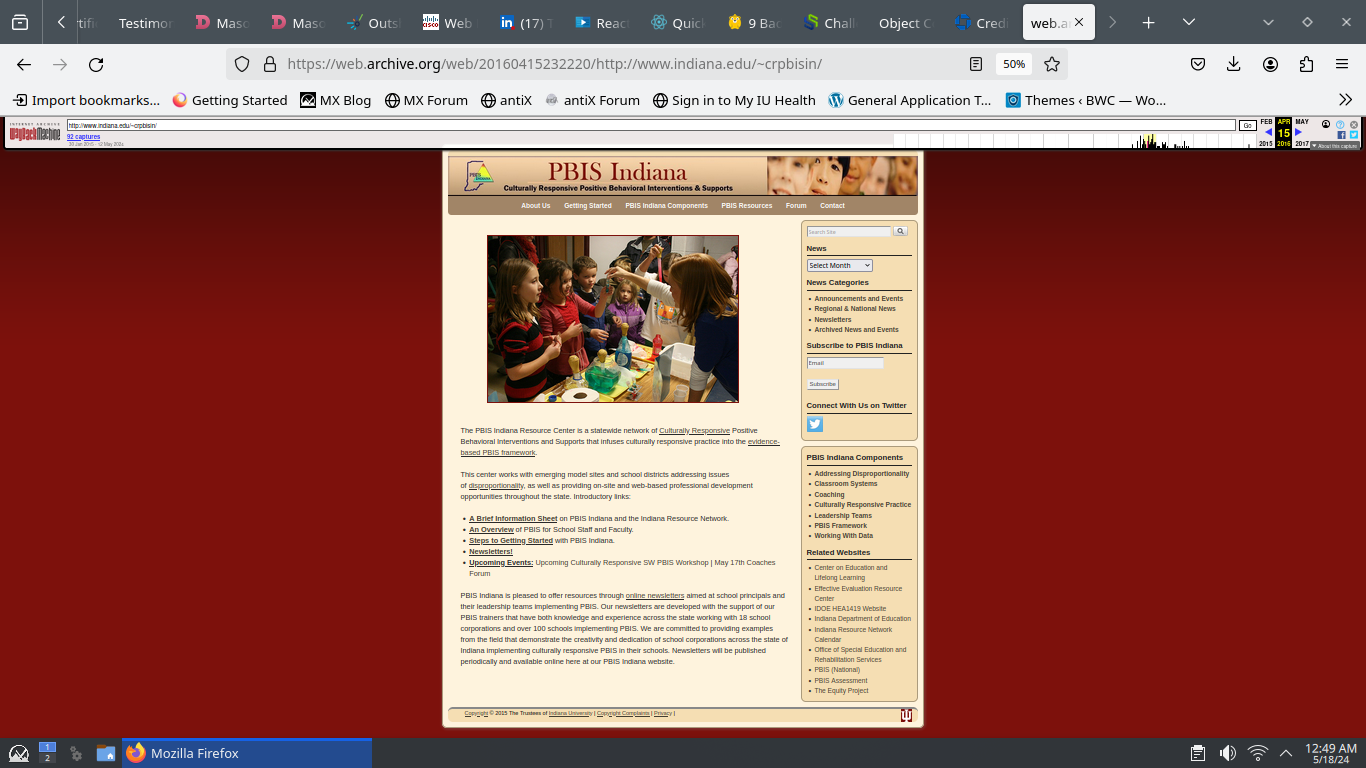 Testimor
Masc
Masc
Outs
Web
(17) T
Reac
Quic
9 Bac
Chall
Object C
Credi
web.a
https://web.archive.org/web/20160415232220/http://www.indiana.edu/~crpbisin/
50%
Import bookmarks...
Getting Started
MX Blog
MX Forum
antiX
antiX Forum
Sign in to My IU Health
General Application T...
Themes ‹ BWC — Wo...
INTERNET ARCHIVE
WayBackMachine
http://www.indiana.edu/~crpbisin/
Go
92 captures
30 Jan 2015 - 12 May 2024
FEB APR MAY
15
2015 2016 2017
About this capture
PBIS Indiana
Culturally Responsive Positive Behavioral Interventions & Supports
About Us Getting Started PBIS Indiana Components PBIS Resources Forum Contact
The PBIS Indiana Resource Center is a statewide network of Culturally Responsive Positive
Behavioral Interventions and Supports that infuses culturally responsive practice into the evidence-
based PBIS framework.
This center works with emerging model sites and school districts addressing issues
of disproportionality, as well as providing on-site and web-based professional development
opportunities throughout the state. Introductory links:
• A Brief Information Sheet on PBIS Indiana and the Indiana Resource Network.
• An Overview of PBIS for School Staff and Faculty.
• Steps to Getting Started with PBIS Indiana.
• Newsletters!
• Upcoming Events: Upcoming Culturally Responsive SW PBIS Workshop | May 17th Coaches
Forum
PBIS Indiana is pleased to offer resources through online newsletters aimed at school principals and
their leadership teams implementing PBIS. Our newsletters are developed with the support of our
PBIS trainers that have both knowledge and experience across the state working with 18 school
corporations and over 100 schools implementing PBIS. We are committed to providing examples
from the field that demonstrate the creativity and dedication of school corporations across the state of
Indiana implementing culturally responsive PBIS in their schools. Newsletters will be published
periodically and available online here at our PBIS Indiana website.
Search Site
News
Select Month
News Categories
• Announcements and Events
• Regional & National News
• Newsletters
• Archived News and Events
Subscribe to PBIS Indiana
Email
Subscribe
Connect With Us on Twitter
PBIS Indiana Components
• Addressing Disproportionality
• Classroom Systems
• Coaching
• Culturally Responsive Practice
• Leadership Teams
• PBIS Framework
• Working With Data
Related Websites
• Center on Education and
Lifelong Learning
• Effective Evaluation Resource
Center
• IDOE HEA1419 Website
• Indiana Department of Education
• Indiana Resource Network
Calendar
• Office of Special Education and
Rehabilitation Services
• PBIS (National)
• PBIS Assessment
• The Equity Project
Copyright © 2015 The Trustees of Indiana University | Copyright Complaints | Privacy |
1
2
Mozilla Firefox
12:49 AM
5/18/24